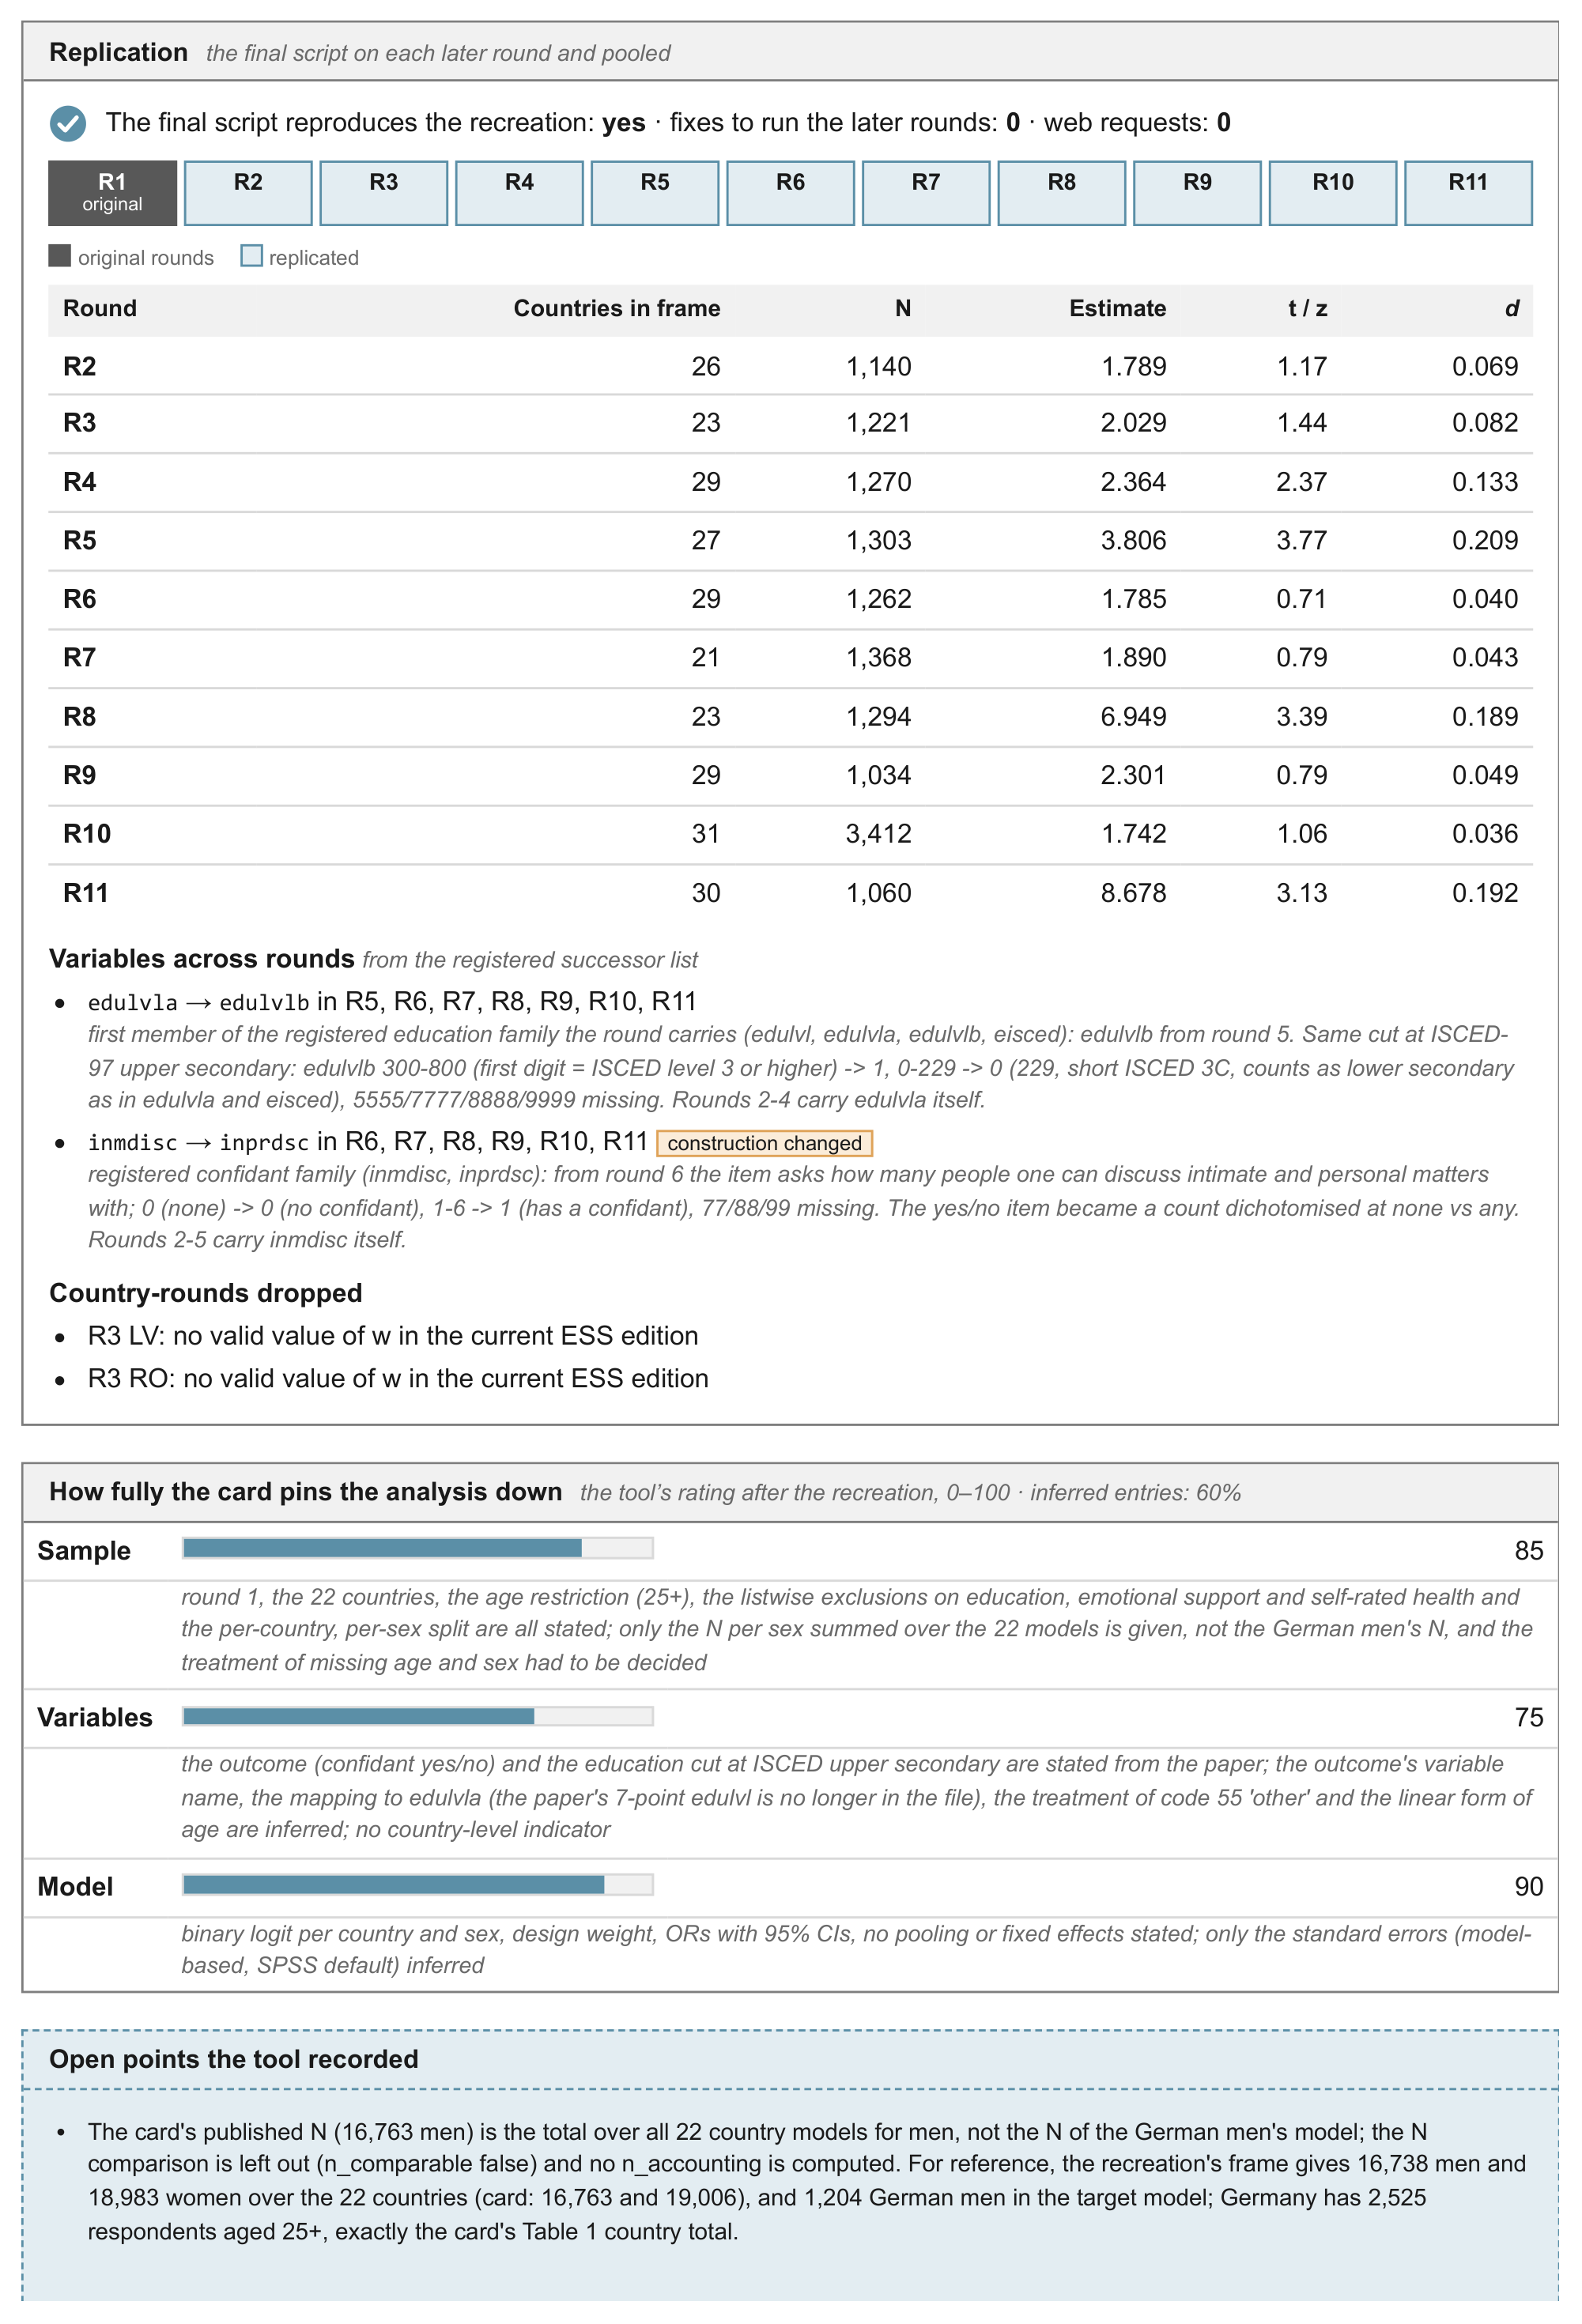 Replication the final script on each later round and pooled
The final script reproduces the recreation: yes · fixes to run the later rounds: 0 · web requests: 0
R1 R2 R3 R4 R5 R6 R7 R8 R9 R10 R11
original
original rounds replicated
Round Countries in frame N Estimate t / z d
R2 26 1,140 1.789 1.17 0.069
R3 23 1,221 2.029 1.44 0.082
R4 29 1,270 2.364 2.37 0.133
R5 27 1,303 3.806 3.77 0.209
R6 29 1,262 1.785 0.71 0.040
R7 21 1,368 1.890 0.79 0.043
R8 23 1,294 6.949 3.39 0.189
R9 29 1,034 2.301 0.79 0.049
R10 31 3,412 1.742 1.06 0.036
R11 30 1,060 8.678 3.13 0.192
Variables across rounds from the registered successor list
• edulvla → edulvlb in R5, R6, R7, R8, R9, R10, R11
first member of the registered education family the round carries (edulvl, edulvla, edulvlb, eisced): edulvlb from round 5. Same cut at ISCED-
97 upper secondary: edulvlb 300-800 (first digit = ISCED level 3 or higher) -> 1, 0-229 -> 0 (229, short ISCED 3C, counts as lower secondary
as in edulvla and eisced), 5555/7777/8888/9999 missing. Rounds 2-4 carry edulvla itself.
• inmdisc → inprdsc in R6, R7, R8, R9, R10, R11 construction changed
registered confidant family (inmdisc, inprdsc): from round 6 the item asks how many people one can discuss intimate and personal matters
with; 0 (none) -> 0 (no confidant), 1-6 -> 1 (has a confidant), 77/88/99 missing. The yes/no item became a count dichotomised at none vs any.
Rounds 2-5 carry inmdisc itself.
Country-rounds dropped
• R3 LV: no valid value of w in the current ESS edition
• R3 RO: no valid value of w in the current ESS edition
How fully the card pins the analysis down the tool's rating after the recreation, 0–100 · inferred entries: 60%
Sample 85
round 1, the 22 countries, the age restriction (25+), the listwise exclusions on education, emotional support and self-rated health and
the per-country, per-sex split are all stated; only the N per sex summed over the 22 models is given, not the German men's N, and the
treatment of missing age and sex had to be decided
Variables 75
the outcome (confidant yes/no) and the education cut at ISCED upper secondary are stated from the paper; the outcome's variable
name, the mapping to edulvla (the paper's 7-point edulvl is no longer in the file), the treatment of code 55 'other' and the linear form of
age are inferred; no country-level indicator
Model 90
binary logit per country and sex, design weight, ORs with 95% CIs, no pooling or fixed effects stated; only the standard errors (model-
based, SPSS default) inferred
Open points the tool recorded
• The card's published N (16,763 men) is the total over all 22 country models for men, not the N of the German men's model; the N
comparison is left out (n_comparable false) and no n_accounting is computed. For reference, the recreation's frame gives 16,738 men and
18,983 women over the 22 countries (card: 16,763 and 19,006), and 1,204 German men in the target model; Germany has 2,525
respondents aged 25+, exactly the card's Table 1 country total.